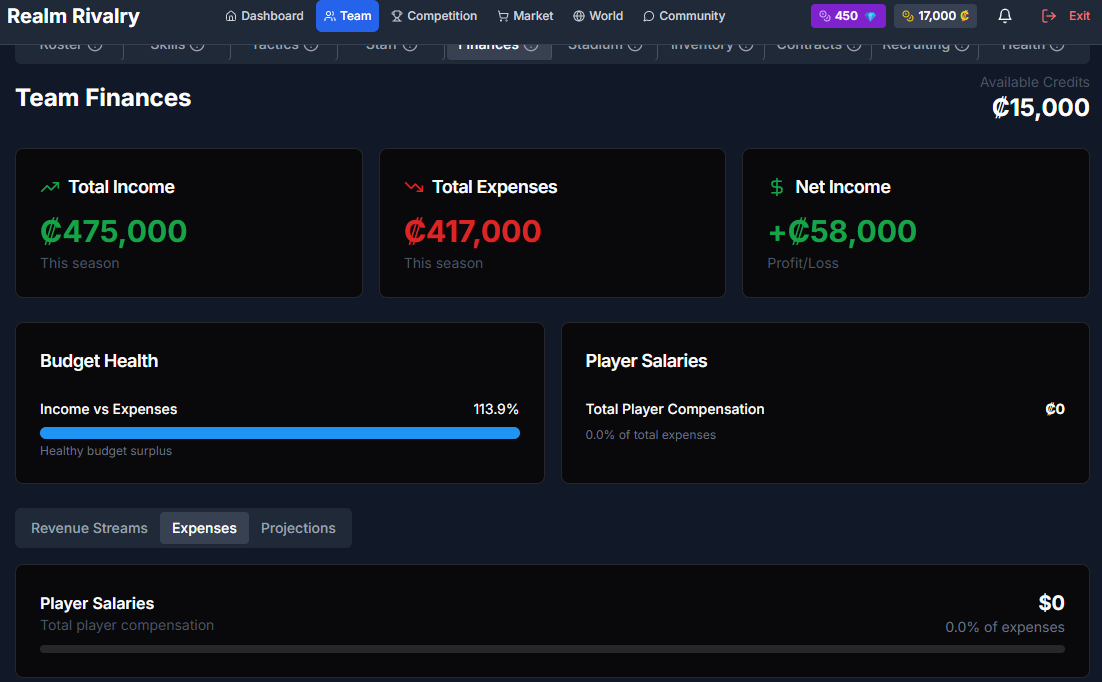 Realm Rivalry
Dashboard Team Competition Market World Community 450 17,000 ₡ Exit
Roster Skills Tactics Staff Finances Stadium Inventory Contracts Recruiting Health
Team Finances
Available Credits
₡15,000
Total Income
₡475,000
This season
Total Expenses
₡417,000
This season
Net Income
+₡58,000
Profit/Loss
Budget Health
Income vs Expenses 113.9%
Healthy budget surplus
Player Salaries
Total Player Compensation ₡0
0.0% of total expenses
Revenue Streams Expenses Projections
Player Salaries $0
Total player compensation 0.0% of expenses